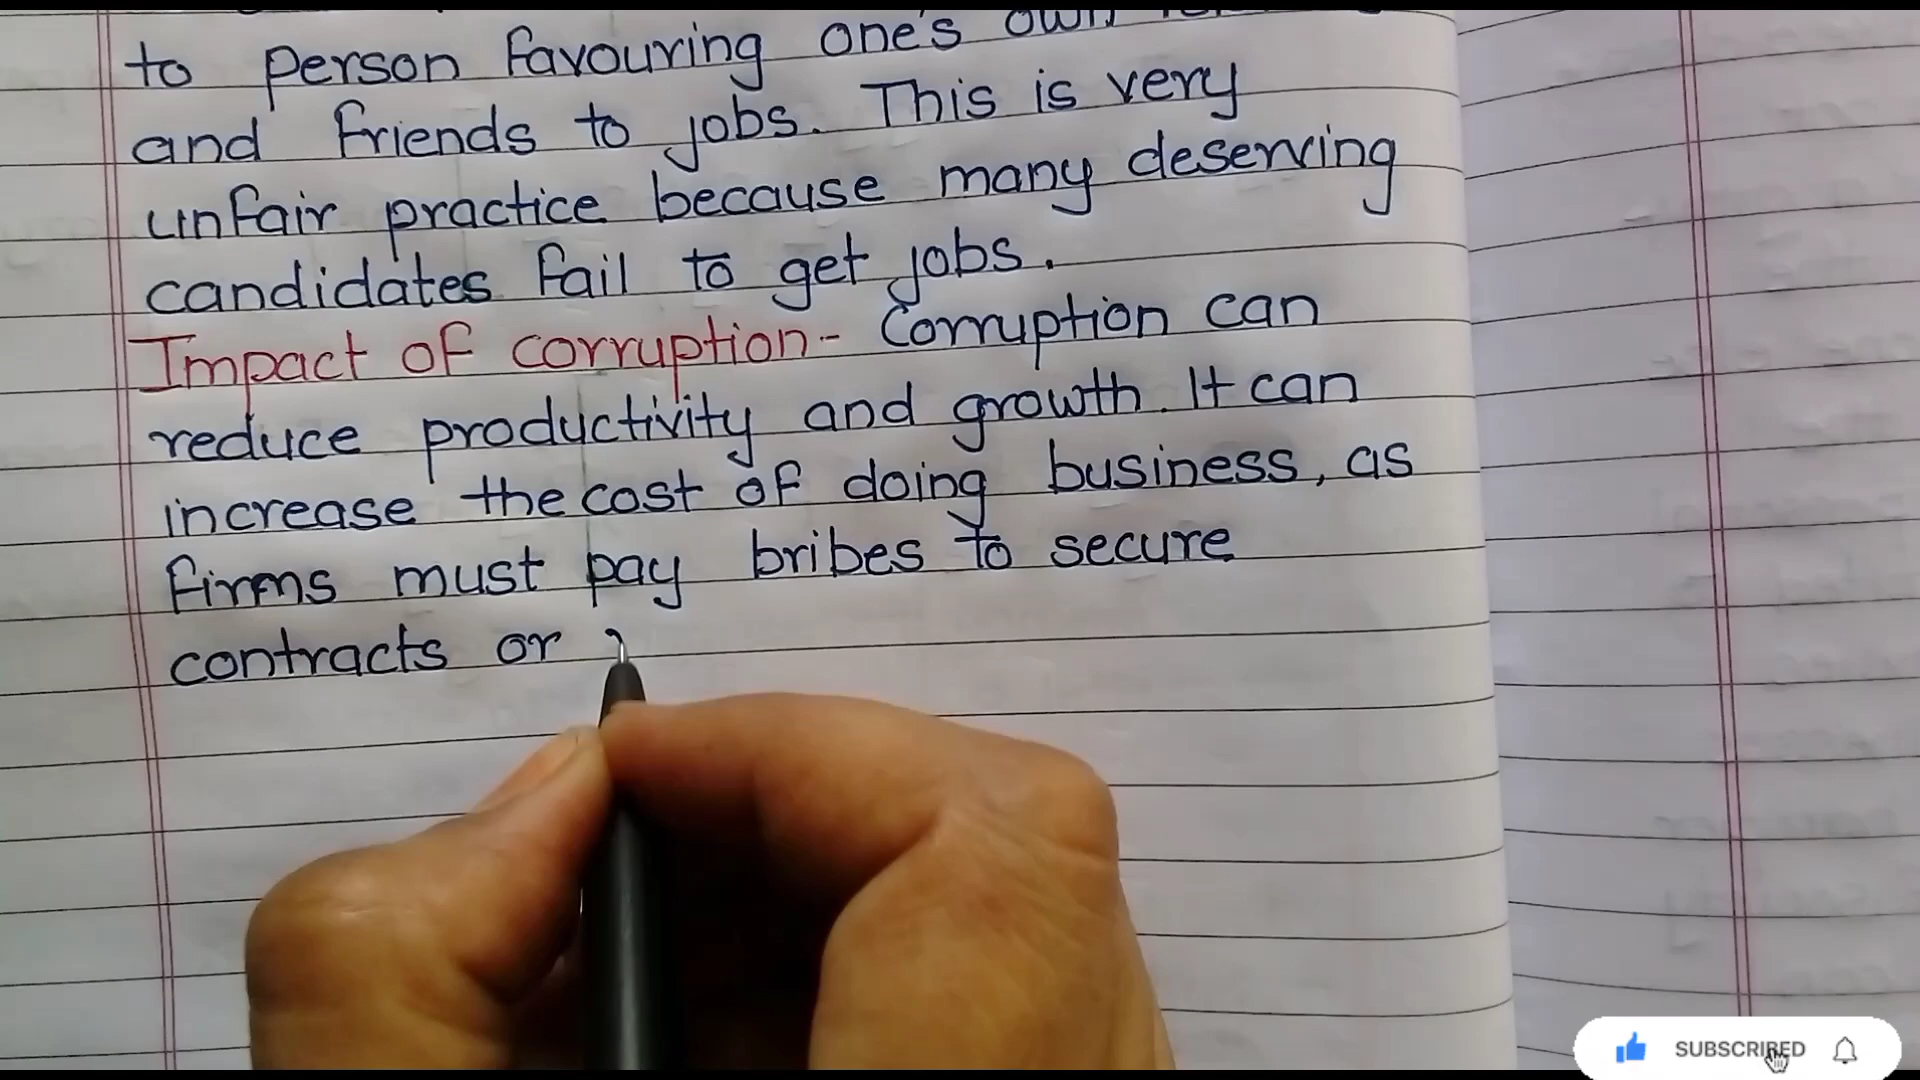 to person favouring one's own
and friends to jobs. This is very
unfair practice because many deserving
candidates fail to get jobs.
Impact of corruption- Corruption can
reduce productivity and growth. It can
increase the cost of doing business, as
firms must pay bribes to secure
contracts or
SUBSCRIBED